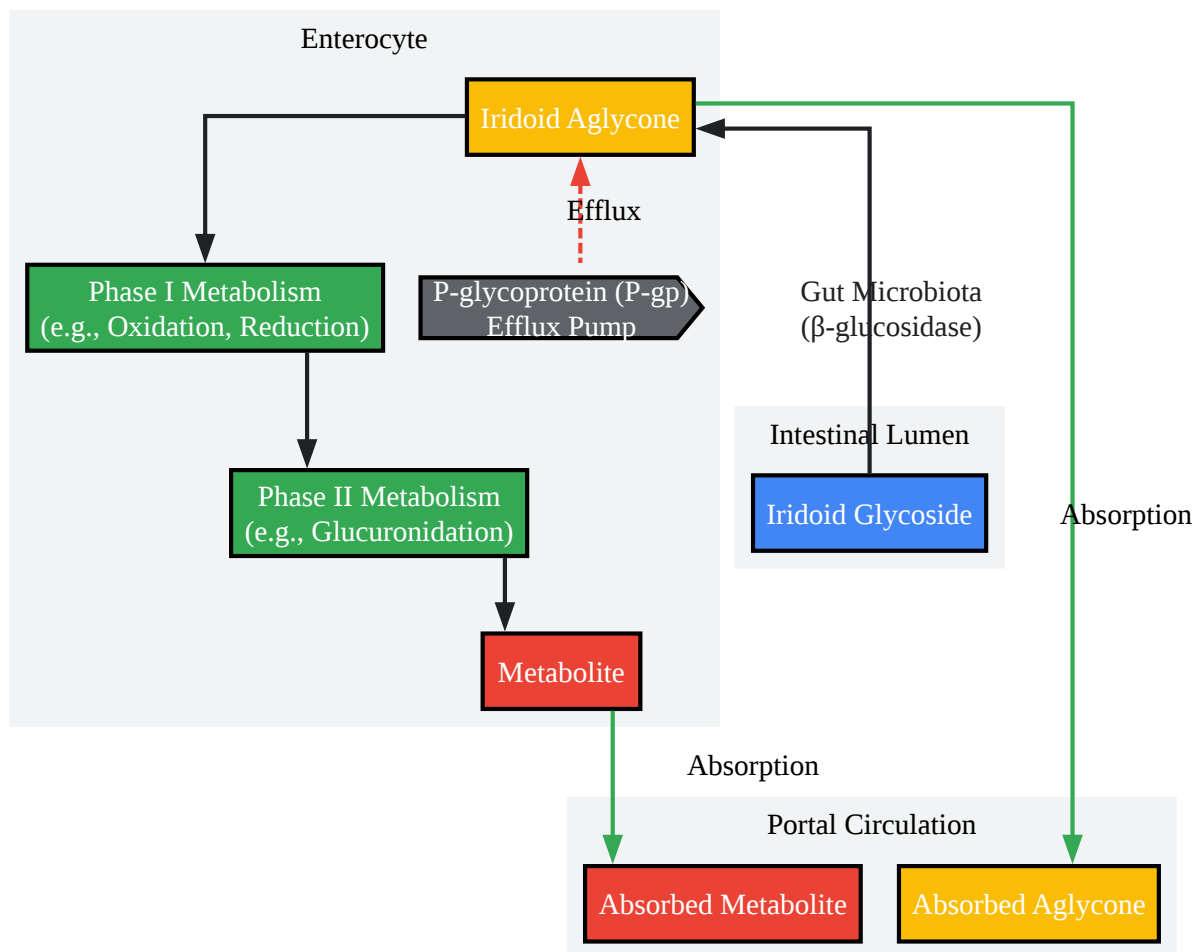 Enterocyte
Iridoid Aglycone
Efflux
Phase I Metabolism
(e.g., Oxidation, Reduction)
P-glycoprotein (P-gp)
Efflux Pump
Gut Microbiota
(β-glucosidase)
Intestinal Lumen
Iridoid Glycoside
Absorption
Phase II Metabolism
(e.g., Glucuronidation)
Metabolite
Absorption
Portal Circulation
Absorbed Metabolite
Absorbed Aglycone